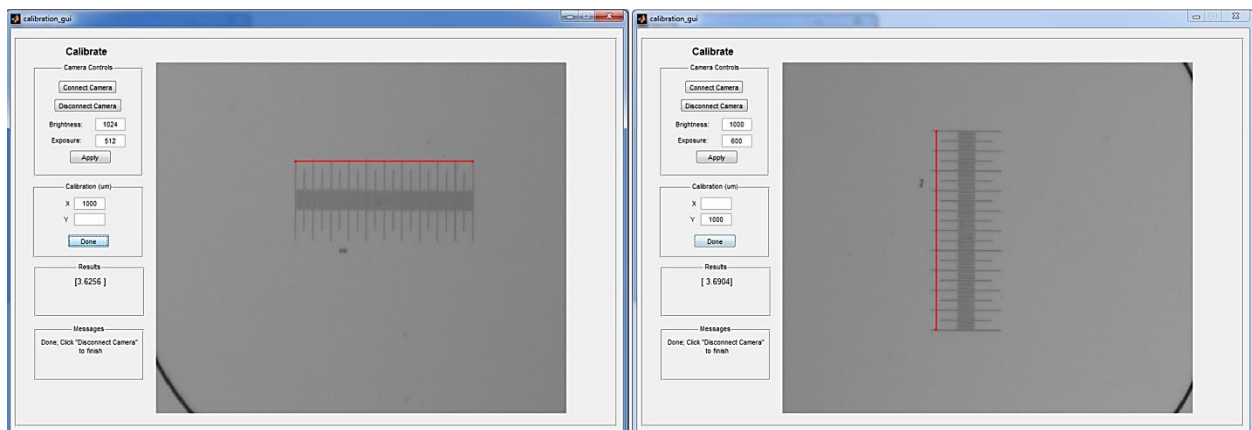 calibration_gui
Calibrate
Camera Controls
Connect Camera
Disconnect Camera
Brightness: 1024
Exposure: 512
Apply
Calibration (um)
X 1000
Y
Done
Results
[3.6256 ]
Messages
Done; Click "Disconnect Camera"
to finish
calibration_gui
Calibrate
Camera Controls
Connect Camera
Disconnect Camera
Brightness: 1000
Exposure: 600
Apply
Calibration (um)
X
Y 1000
Done
Results
[ 3.6904]
Messages
Done; Click "Disconnect Camera"
to finish